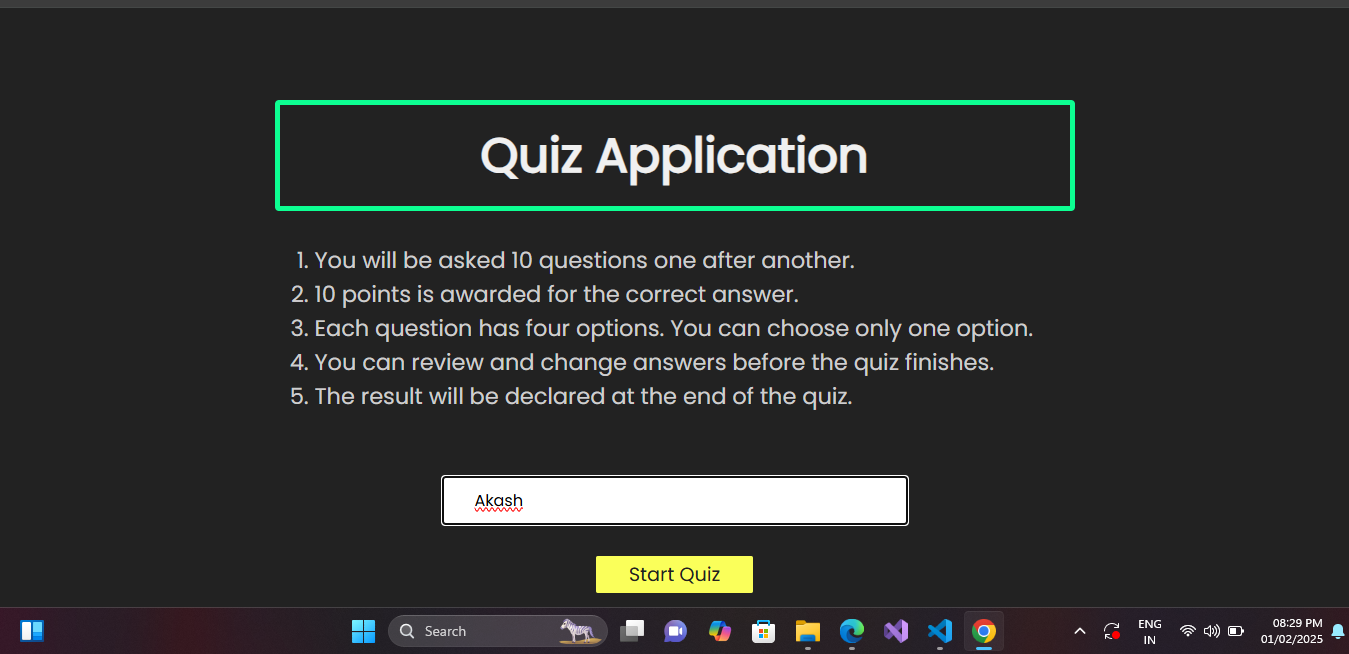 Quiz Application
1. You will be asked 10 questions one after another.
2. 10 points is awarded for the correct answer.
3. Each question has four options. You can choose only one option.
4. You can review and change answers before the quiz finishes.
5. The result will be declared at the end of the quiz.
Akash
Start Quiz
Search
ENG
IN
08:29 PM
01/02/2025